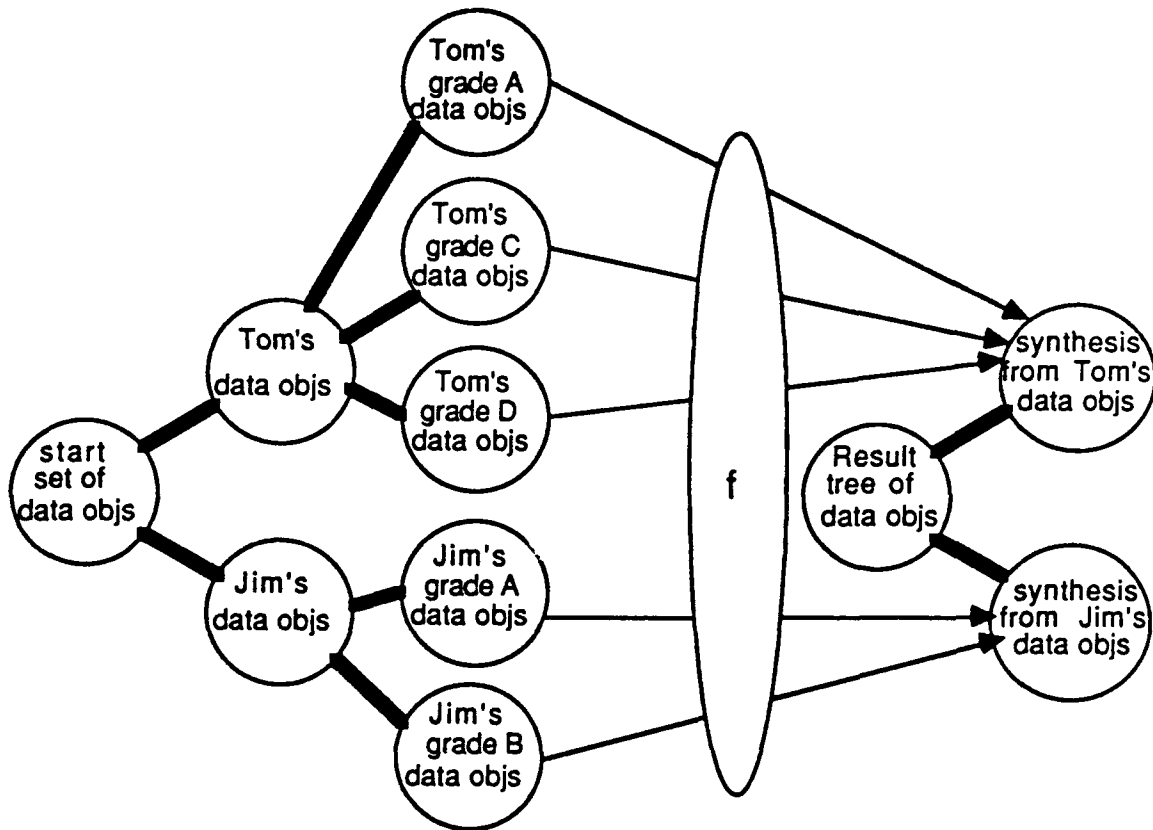 Tom's
grade A
data objs
Tom's
grade C
data objs
Tom's
data objs
Tom's
grade D
data objs
start
set of
data objs
Jim's
data objs
Jim's
grade A
data objs
Jim's
grade B
data objs
f
synthesis
from Tom's
data objs
Result
tree of
data objs
synthesis
from Jim's
data objs